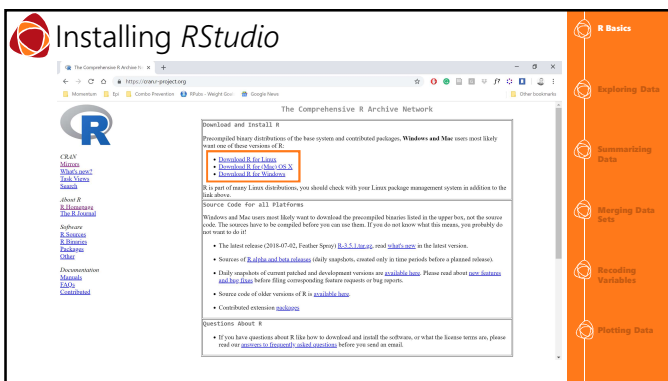 Installing RStudio
R Basics
Exploring Data
Summarizing
Data
Merging Data
Sets
Recoding
Variables
Plotting Data
The Comprehensive R Archive N
https://cran.r-project.org
Momentum
Epi
Combo Prevention
Google News
Other bookmarks
The Comprehensive R Archive Network
CRAN
Mirrors
What's new?
Task Views
Search
About R
R Homepage
The R Journal
Software
R Sources
R Binaries
Packages
Other
Documentation
Manuals
FAQs
Contributed
Download and Install R
Precompiled binary distributions of the base system and contributed packages, Windows and Mac users most likely
want one of these versions of R:
• Download R for Linux
• Download R for (Mac) OS X
• Download R for Windows
R is part of many Linux distributions, you should check with your Linux package management system in addition to the
link above.
Source Code for all Platforms
Windows and Mac users most likely want to download the precompiled binaries listed in the upper box, not the source
code. The sources have to be compiled before you can use them. If you do not know what this means, you probably do
not want to do it!
• The latest release (2018-07-02, Feather Spray) R-3.5.1.tar.gz, read what's new in the latest version.
• Sources of R alpha and beta releases (daily snapshots, created only in time periods before a planned release).
• Daily snapshots of current patched and development versions are available here. Please read about new features
and bug fixes before filing corresponding feature requests or bug reports.
• Source code of older versions of R is available here.
• Contributed extension packages
Questions About R
• If you have questions about R like how to download and install the software, or what the license terms are, please
read our answers to frequently asked questions before you send an email.